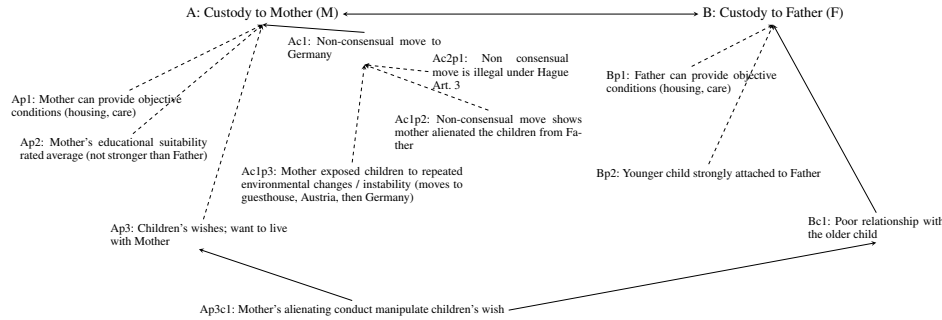 A: Custody to Mother (M)
B: Custody to Father (F)
Ac1: Non-consensual move to
Germany
Ac2p1: Non consensual
move is illegal under Hague
Art. 3
Bp1: Father can provide objective
conditions (housing, care)
Ap1: Mother can provide objective
conditions (housing, care)
Ac1p2: Non-consensual move shows
mother alienated the children from Fa-
ther
Ap2: Mother's educational suitability
rated average (not stronger than Father)
Ac1p3: Mother exposed children to repeated
environmental changes / instability (moves to
guesthouse, Austria, then Germany)
Bp2: Younger child strongly attached to Father
Ap3: Children's wishes; want to live
with Mother
Bc1: Poor relationship with
the older child
Ap3c1: Mother's alienating conduct manipulate children's wish